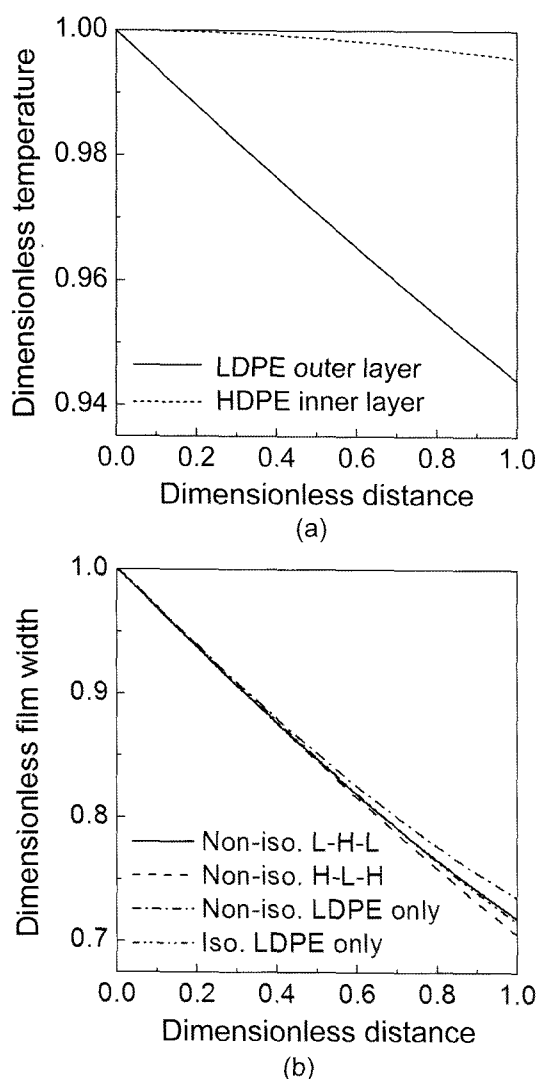 1.00
0.98
0.96
0.94
Dimensionless temperature
LDPE outer layer
HDPE inner layer
0.0 0.2 0.4 0.6 0.8 1.0
Dimensionless distance
(a)
1.0
0.9
0.8
0.7
Dimensionless film width
Non-iso. L-H-L
Non-iso. H-L-H
Non-iso. LDPE only
Iso. LDPE only
0.0 0.2 0.4 0.6 0.8 1.0
Dimensionless distance
(b)